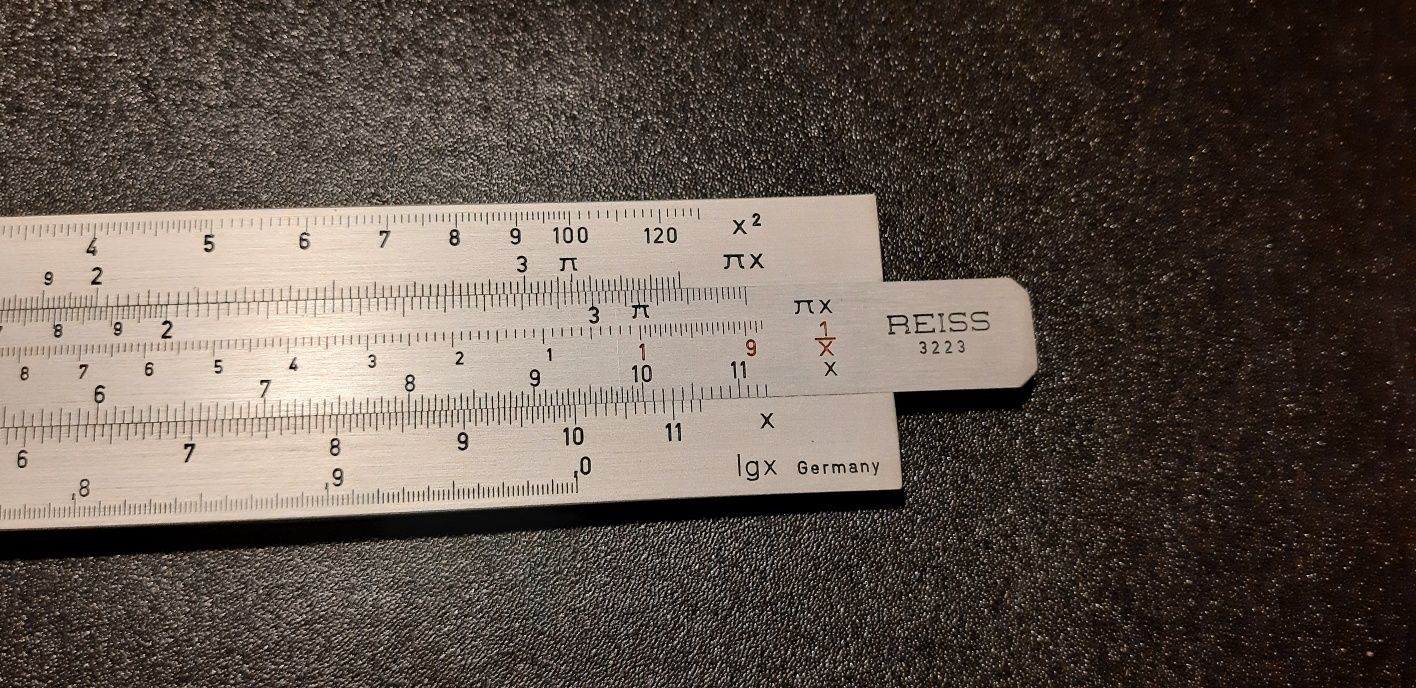 4 5 6 7 8 9 100 120 x²
9 2 3 π πx
8 9 2 3 π πx
8 7 6 5 4 3 2 1 1 9 1/x
6 7 8 9 10 11 x
6 7 8 9 10 11 x
,8 ,9 ,0 lgx Germany
REISS
3223